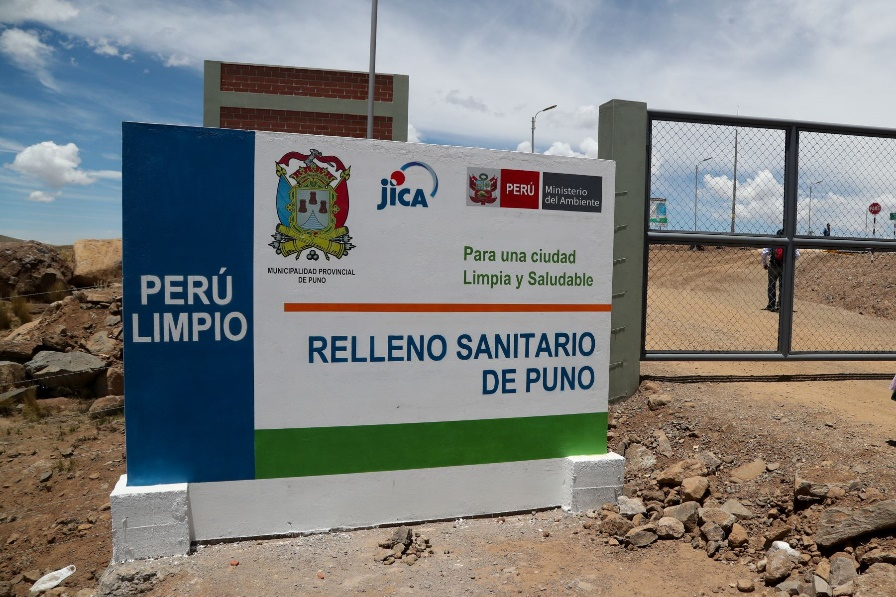 PERÚ
LIMPIO
MUNICIPALIDAD PROVINCIAL
DE PUNO
jica
PERÚ
Ministerio
del Ambiente
Para una ciudad
Limpia y Saludable
RELLENO SANITARIO
DE PUNO